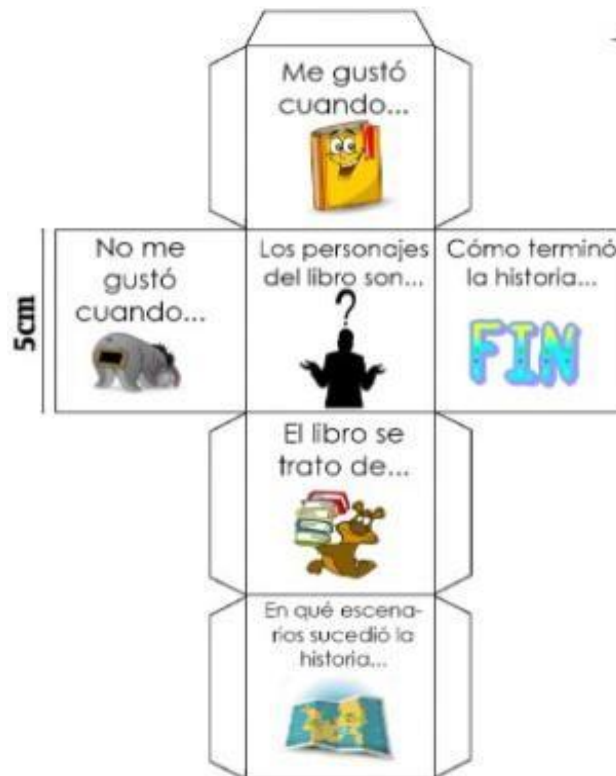 Me gustó
cuando...
No me
gustó
cuando...
Los personajes
del libro son...
?
Cómo terminó
la historia...
FIN
5cm
El libro se
trato de...
En qué escena-
rios sucedió la
historia...